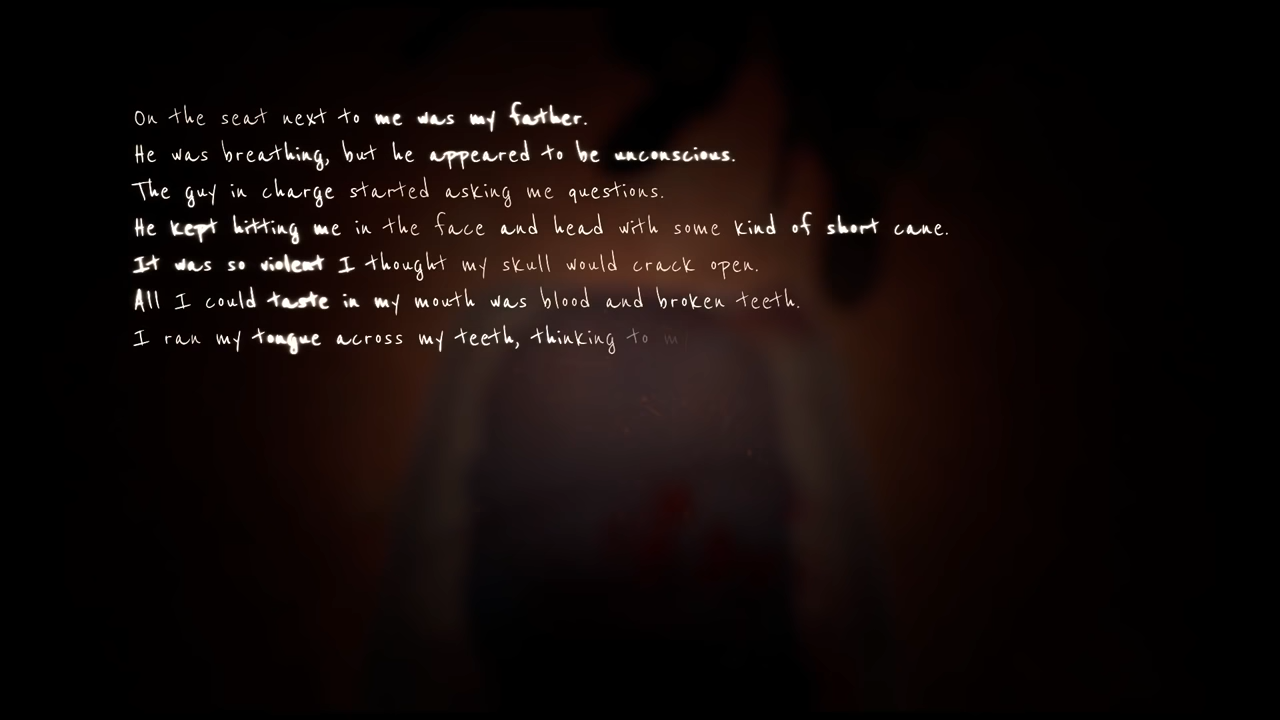 On the seat next to me was my father.
He was breathing, but he appeared to be unconscious.
The guy in charge started asking me questions.
He kept hitting me in the face and head with some kind of short cane.
It was so violent I thought my skull would crack open.
All I could taste in my mouth was blood and broken teeth.
I ran my tongue across my teeth, thinking to m